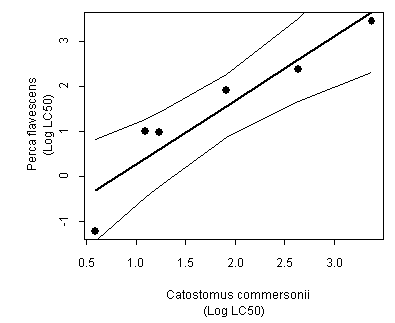 Perca flavescens
(Log LC50)
3
2
1
0
-1
0.5 1.0 1.5 2.0 2.5 3.0
Catostomus commersonii
(Log LC50)